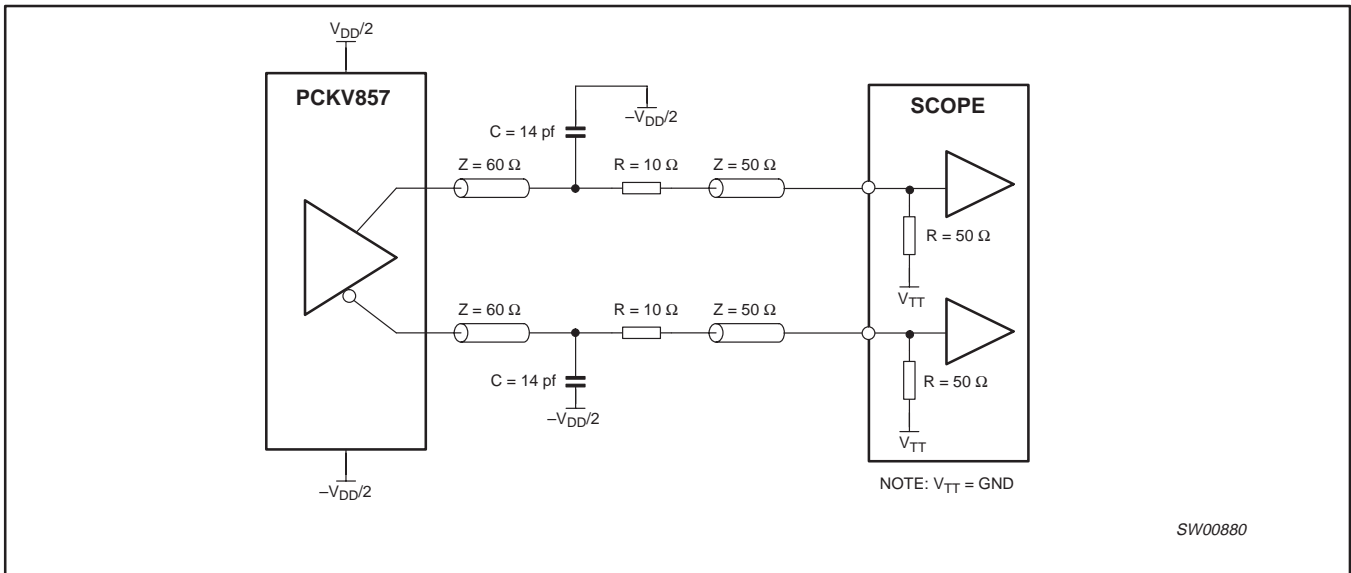 VDD/2
PCKV857
SCOPE
–VDD/2
C = 14 pf
Z = 60 Ω
R = 10 Ω
Z = 50 Ω
R = 50 Ω
VTT
Z = 60 Ω
R = 10 Ω
Z = 50 Ω
C = 14 pf
R = 50 Ω
–VDD/2
VTT
–VDD/2
NOTE: VTT = GND
SW00880